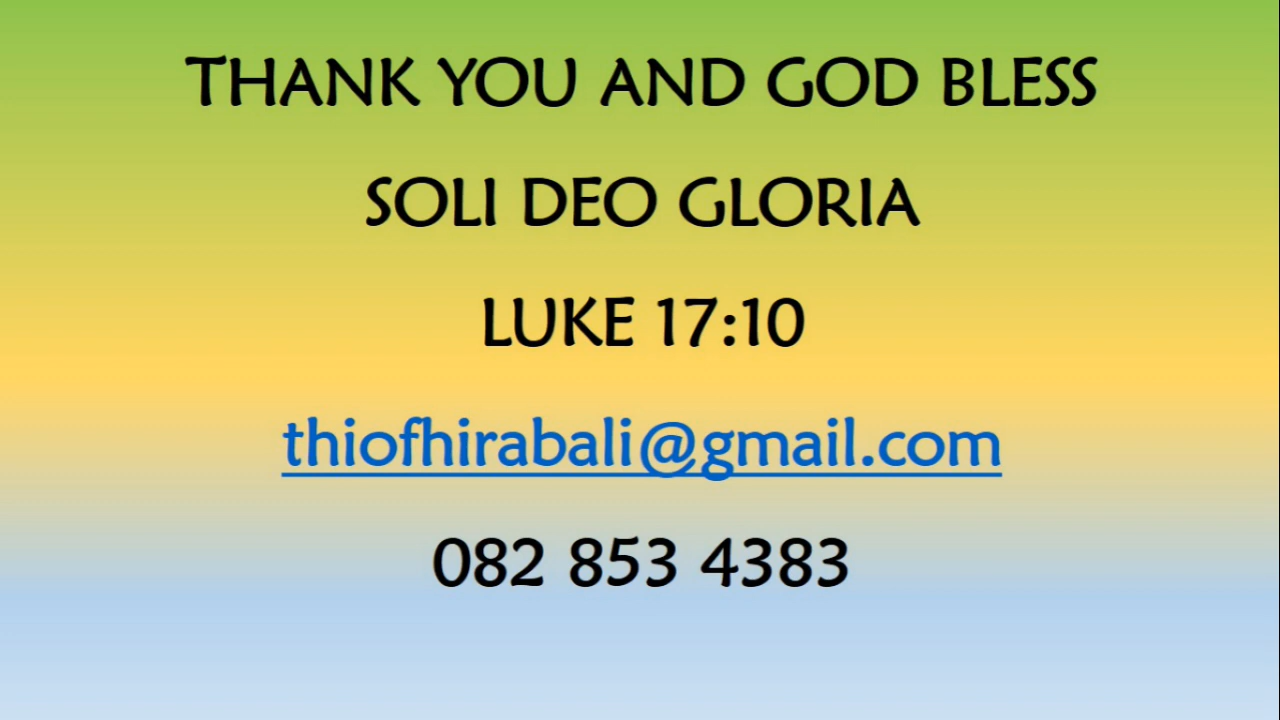 THANK YOU AND GOD BLESS
SOLI DEO GLORIA
LUKE 17:10
thiofhirabali@gmail.com
082 853 4383